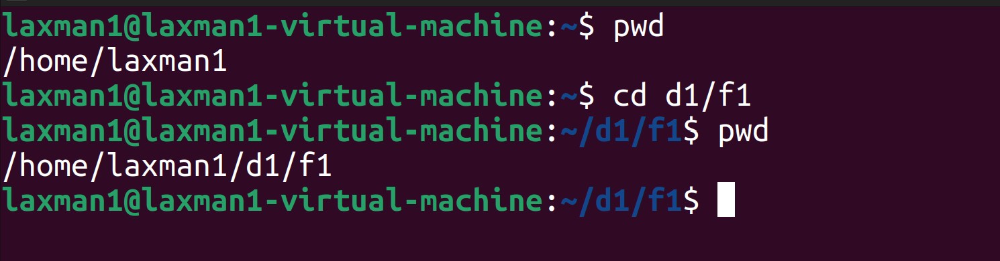 laxman1@laxman1-virtual-machine:~$ pwd
/home/laxman1
laxman1@laxman1-virtual-machine:~$ cd d1/f1
laxman1@laxman1-virtual-machine:~/d1/f1$ pwd
/home/laxman1/d1/f1
laxman1@laxman1-virtual-machine:~/d1/f1$